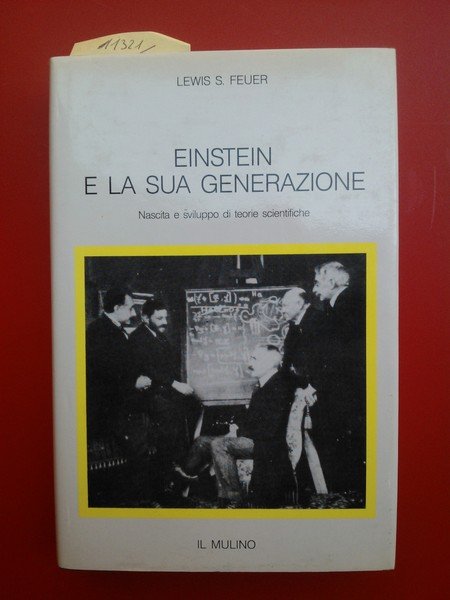 11321/
LEWIS S. FEUER
EINSTEIN
E LA SUA GENERAZIONE
Nascita e sviluppo di teorie scientifiche
IL MULINO